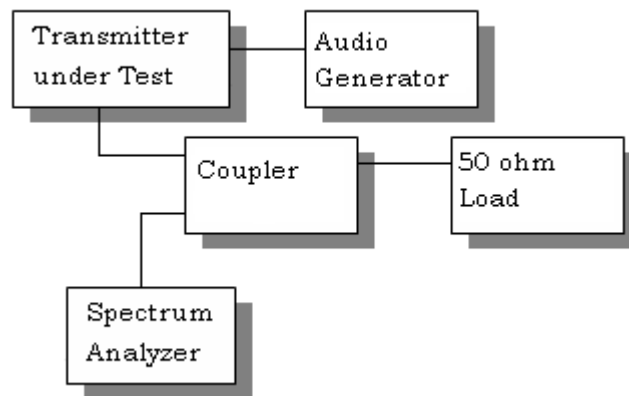 Transmitter
under Test
Audio
Generator
Coupler
50 ohm
Load
Spectrum
Analyzer